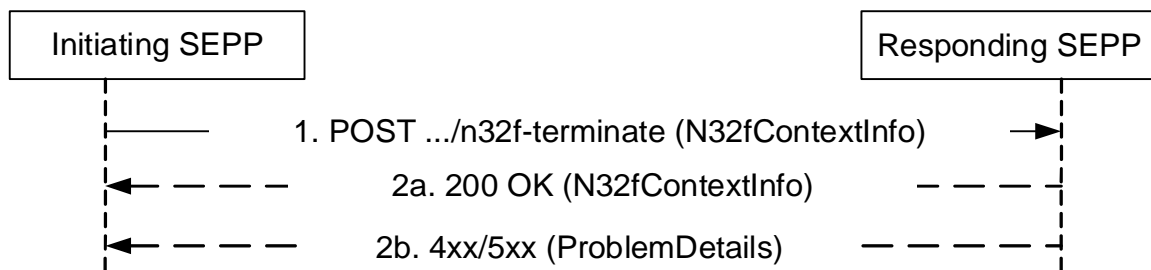 Initiating SEPP
Responding SEPP
1. POST .../n32f-terminate (N32fContextInfo)
2a. 200 OK (N32fContextInfo)
2b. 4xx/5xx (ProblemDetails)